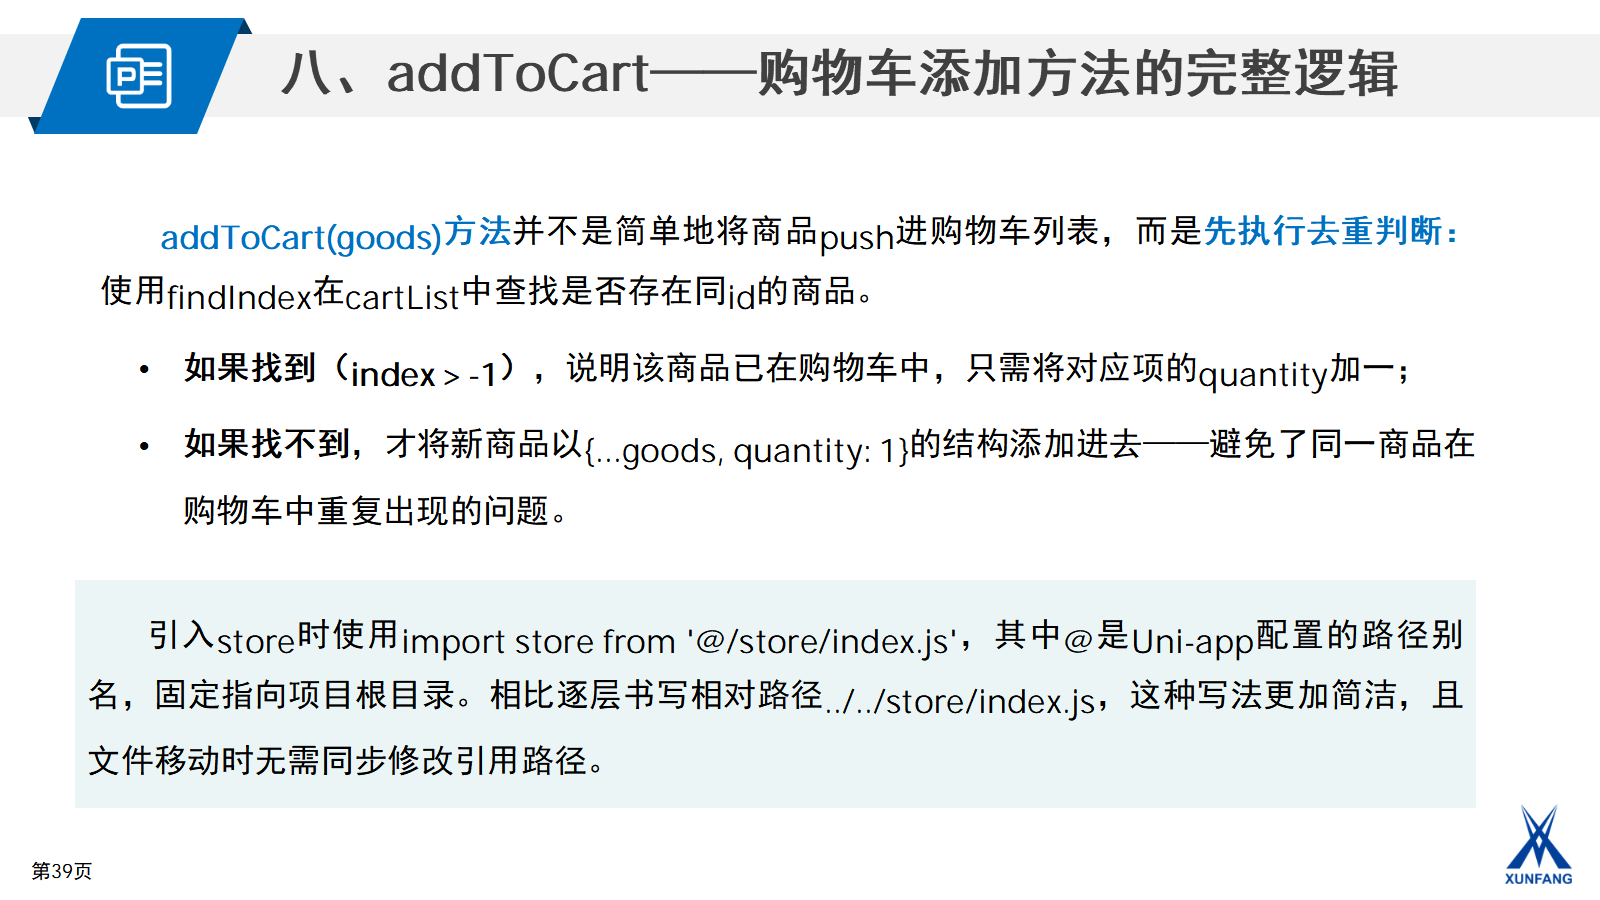 八、addToCart——购物车添加方法的完整逻辑
addToCart(goods)方法并不是简单地将商品push进购物车列表，而是先执行去重判断：
使用findIndex在cartList中查找是否存在同id的商品。
• 如果找到（index > -1），说明该商品已在购物车中，只需将对应项的quantity加一；
• 如果找不到，才将新商品以{...goods, quantity: 1}的结构添加进去——避免了同一商品在
购物车中重复出现的问题。
引入store时使用import store from '@/store/index.js'，其中@是Uni-app配置的路径别
名，固定指向项目根目录。相比逐层书写相对路径../../store/index.js，这种写法更加简洁，且
文件移动时无需同步修改引用路径。
第39页
XUNFANG